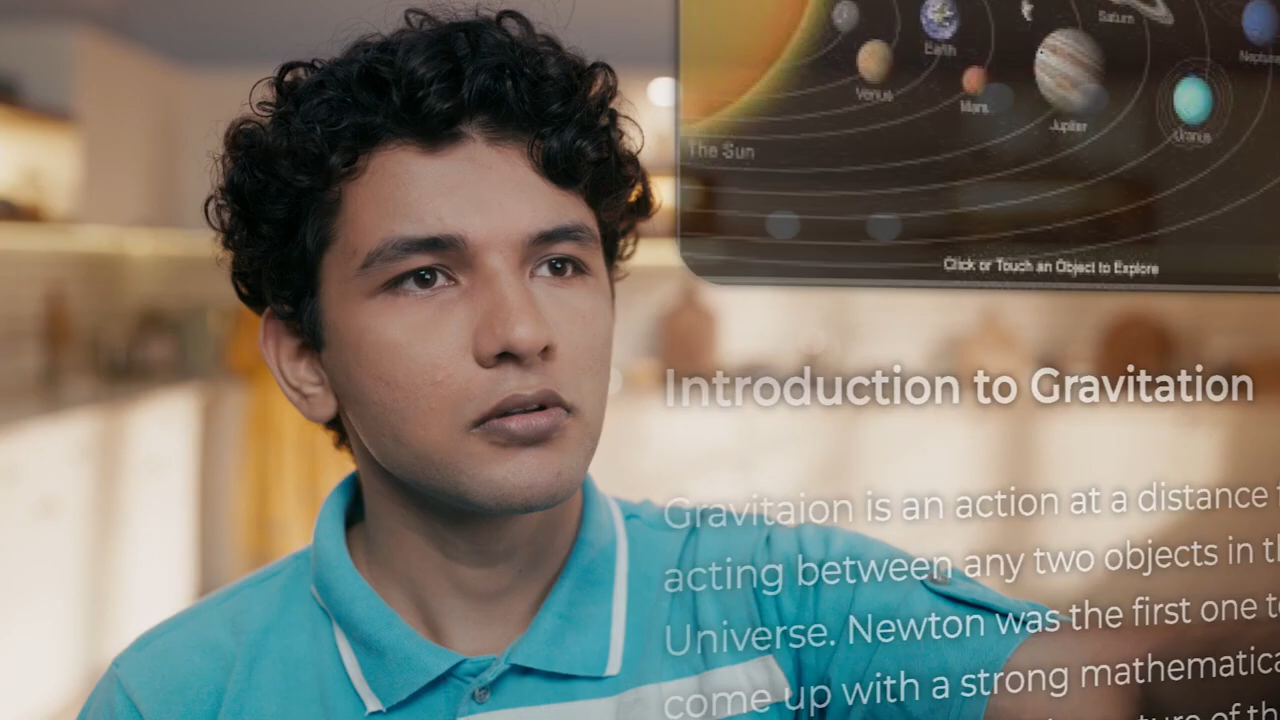 Saturn
Earth
Neptune
Venus
Mars
Jupiter
Uranus
The Sun
Click or Touch an Object to Explore
Introduction to Gravitation
Gravitaion is an action at a distance
acting between any two objects in
Universe. Newton was the first one
come up with a strong
of